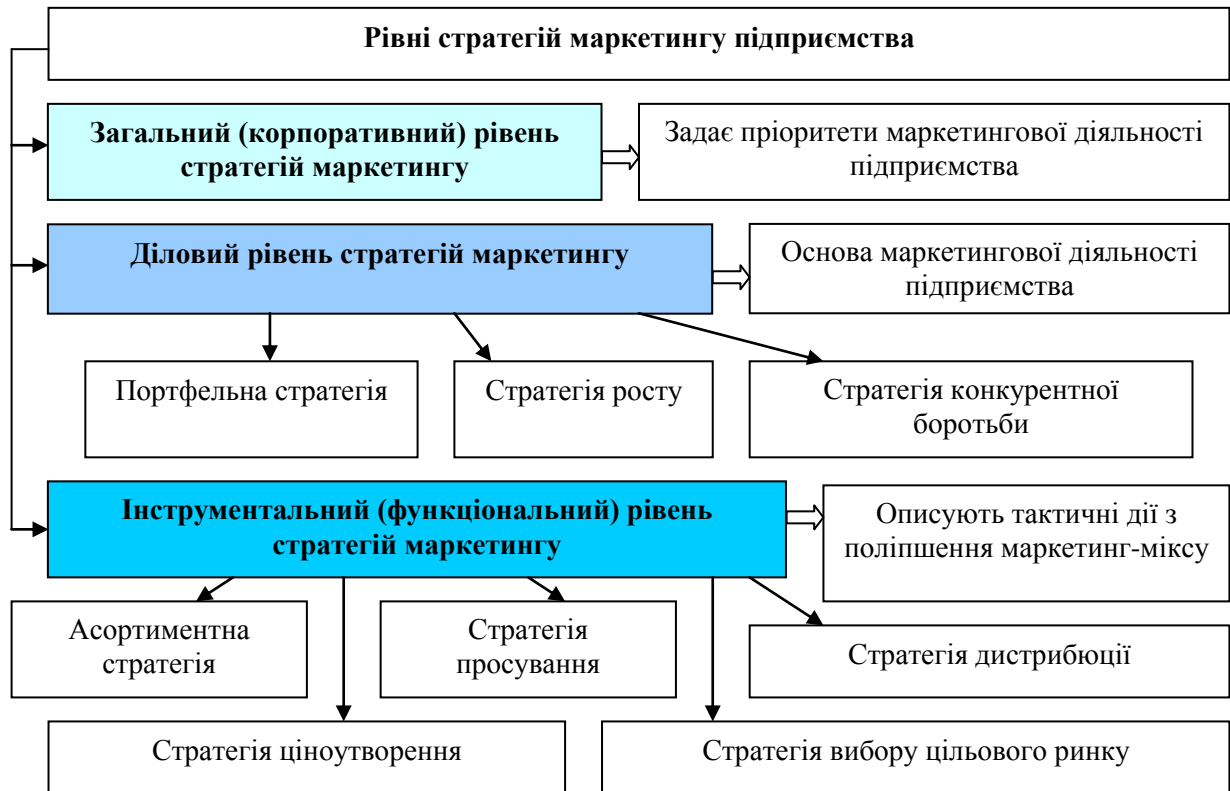 Рівні стратегій маркетингу підприємства
Загальний (корпоративний) рівень
стратегій маркетингу
Задає пріоритети маркетингової діяльності
підприємства
Діловий рівень стратегій маркетингу
Основа маркетингової діяльності
підприємства
Портфельна стратегія
Стратегія росту
Стратегія конкурентної
боротьби
Інструментальний (функціональний) рівень
стратегій маркетингу
Описують тактичні дії з
поліпшення маркетинг-міксу
Асортиментна
стратегія
Стратегія
просування
Стратегія дистрибюції
Стратегія ціноутворення
Стратегія вибору цільового ринку